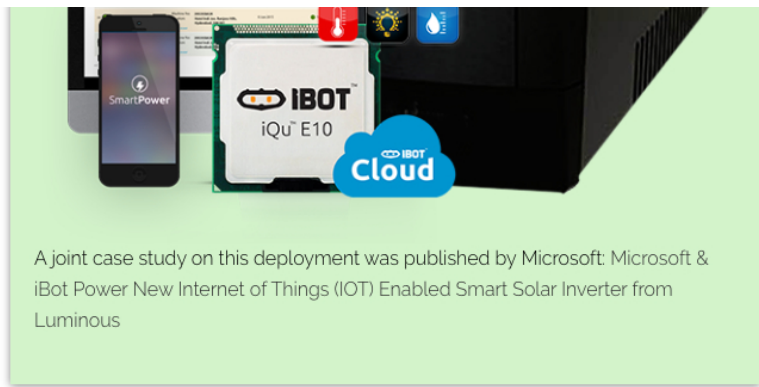 SmartPower
iBOT™
iQu™ E10
iBOT
Cloud
A joint case study on this deployment was published by Microsoft: Microsoft &
iBot Power New Internet of Things (IOT) Enabled Smart Solar Inverter from
Luminous